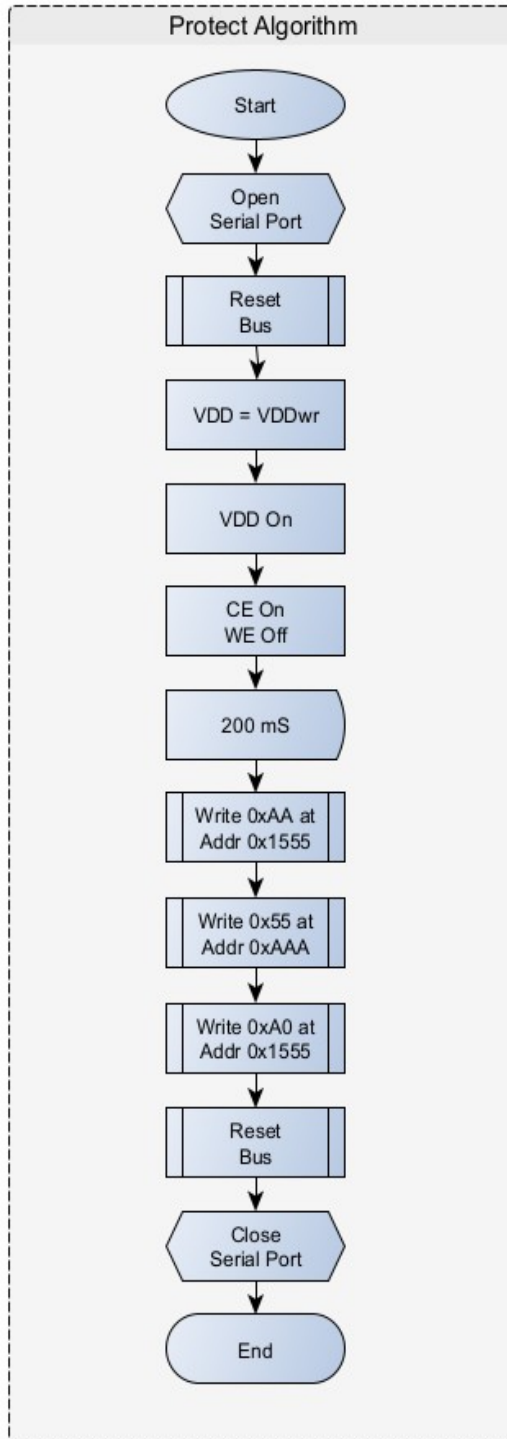 Protect Algorithm
Start
Open
Serial Port
Reset
Bus
VDD = VDDwr
VDD On
CE On
WE Off
200 mS
Write 0xAA at
Addr 0x1555
Write 0x55 at
Addr 0xAAA
Write 0xA0 at
Addr 0x1555
Reset
Bus
Close
Serial Port
End